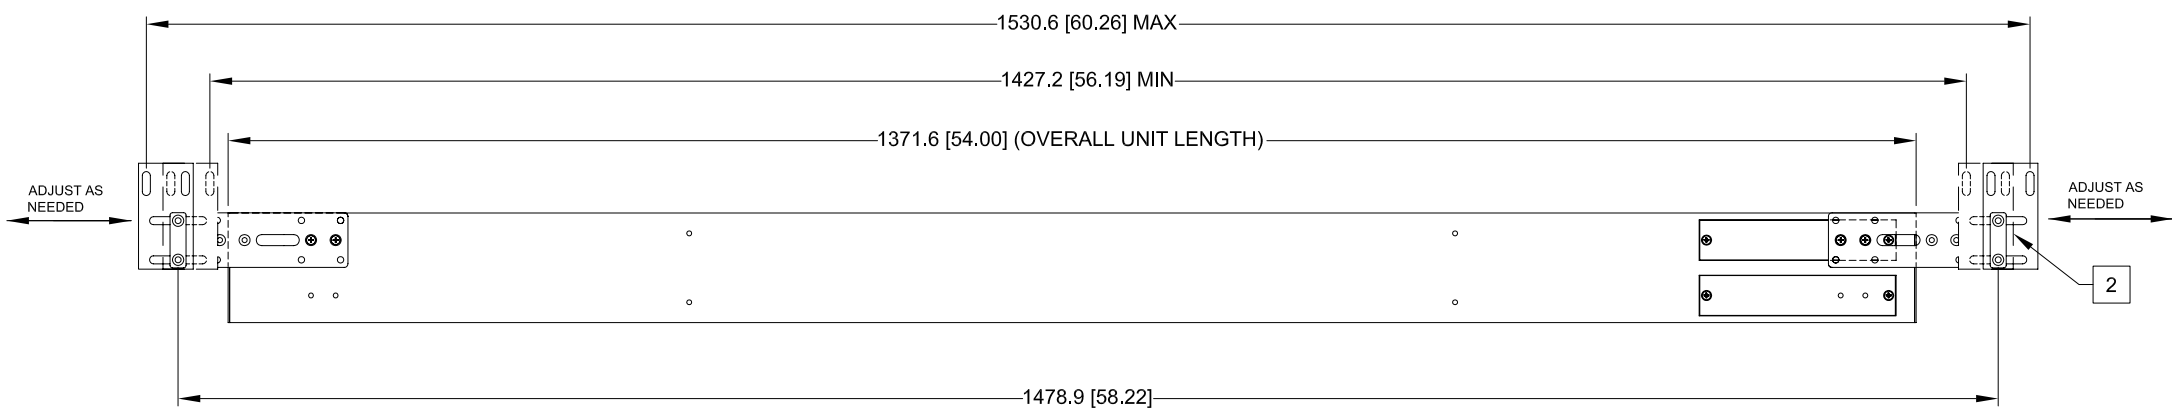 1530.6 [60.26] MAX
1427.2 [56.19] MIN
1371.6 [54.00] (OVERALL UNIT LENGTH)
ADJUST AS
NEEDED
ADJUST AS
NEEDED
2
1478.9 [58.22]